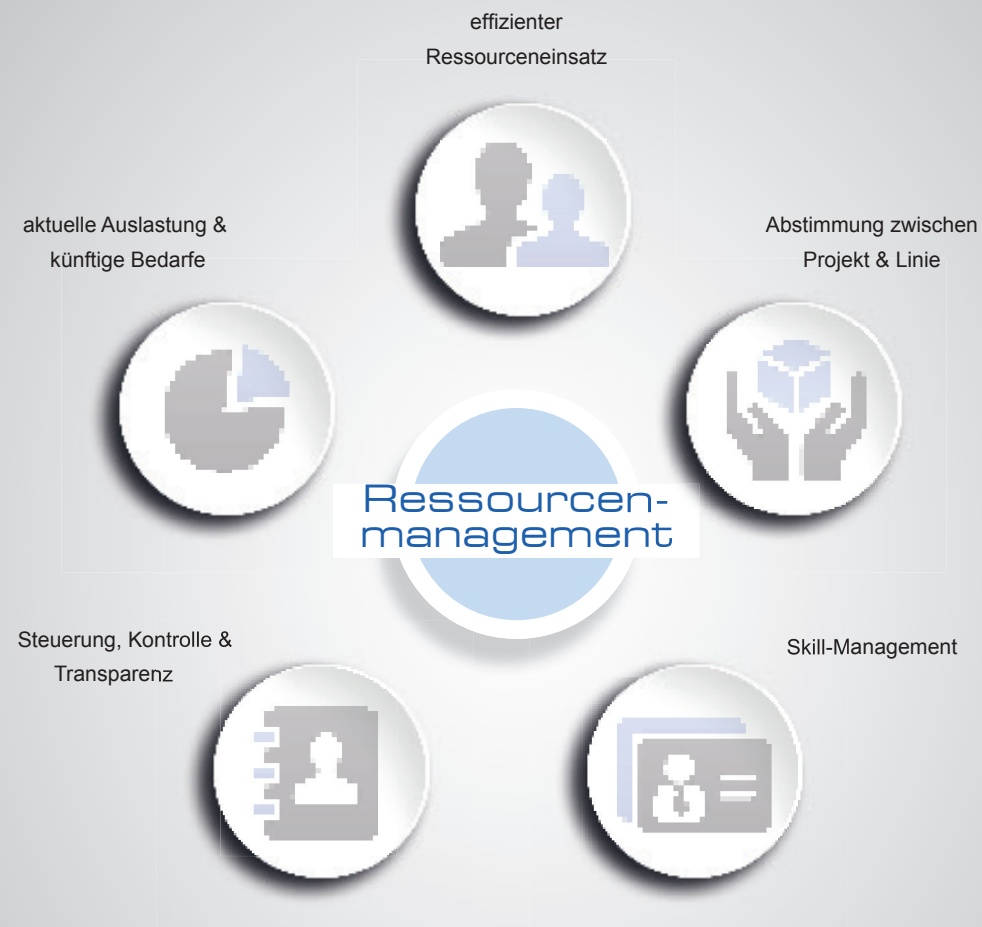 effizienter
Ressourceneinsatz
aktuelle Auslastung &
künftige Bedarfe
Abstimmung zwischen
Projekt & Linie
Ressourcen-
management
Steuerung, Kontrolle &
Transparenz
Skill-Management